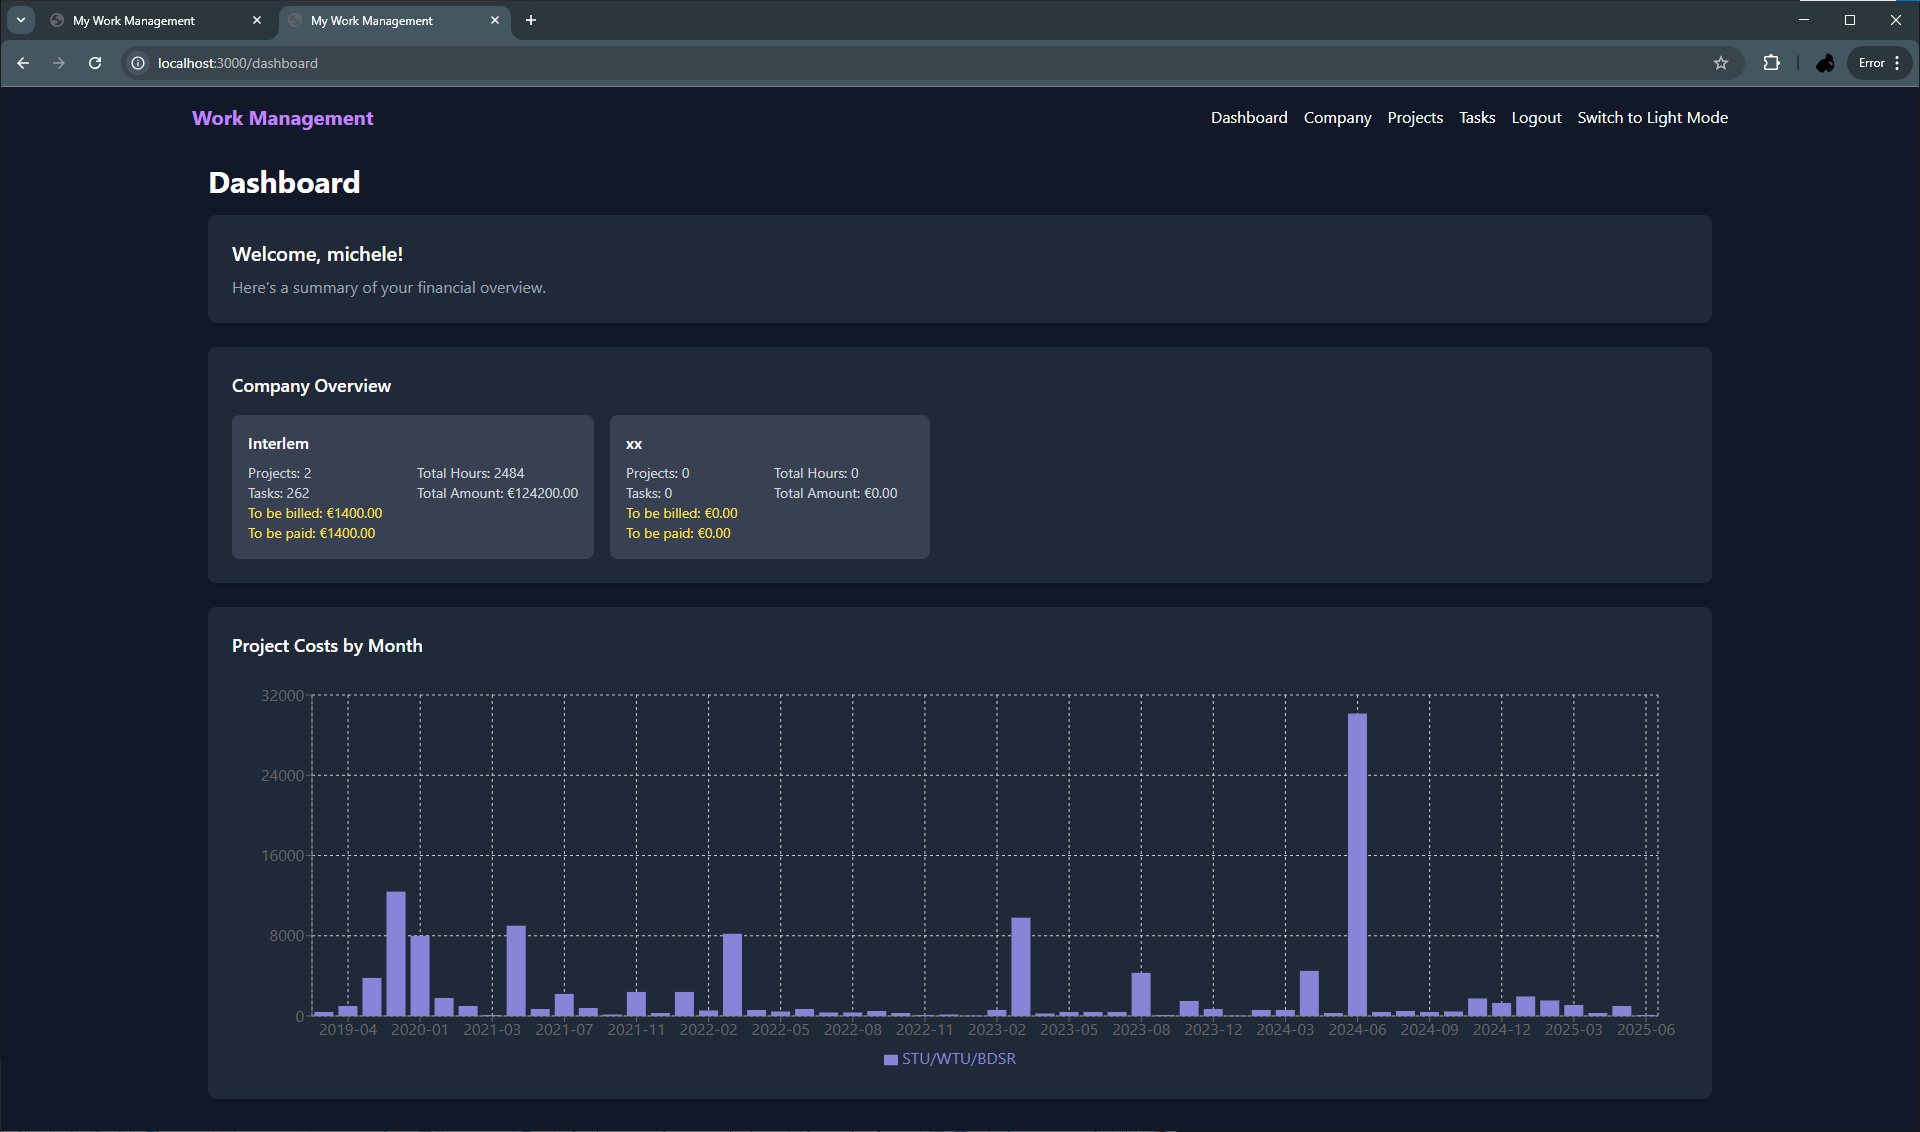 My Work Management
My Work Management
localhost:3000/dashboard
Error
Work Management
Dashboard Company Projects Tasks Logout Switch to Light Mode
Dashboard
Welcome, michele!
Here's a summary of your financial overview.
Company Overview
Interlem
Projects: 2 Total Hours: 2484
Tasks: 262 Total Amount: €124200.00
To be billed: €1400.00
To be paid: €1400.00
xx
Projects: 0 Total Hours: 0
Tasks: 0 Total Amount: €0.00
To be billed: €0.00
To be paid: €0.00
Project Costs by Month
32000
24000
16000
8000
0
2019-04 2020-01 2021-03 2021-07 2021-11 2022-02 2022-05 2022-08 2022-11 2023-02 2023-05 2023-08 2023-12 2024-03 2024-06 2024-09 2024-12 2025-03 2025-06
STU/WTU/BDSR